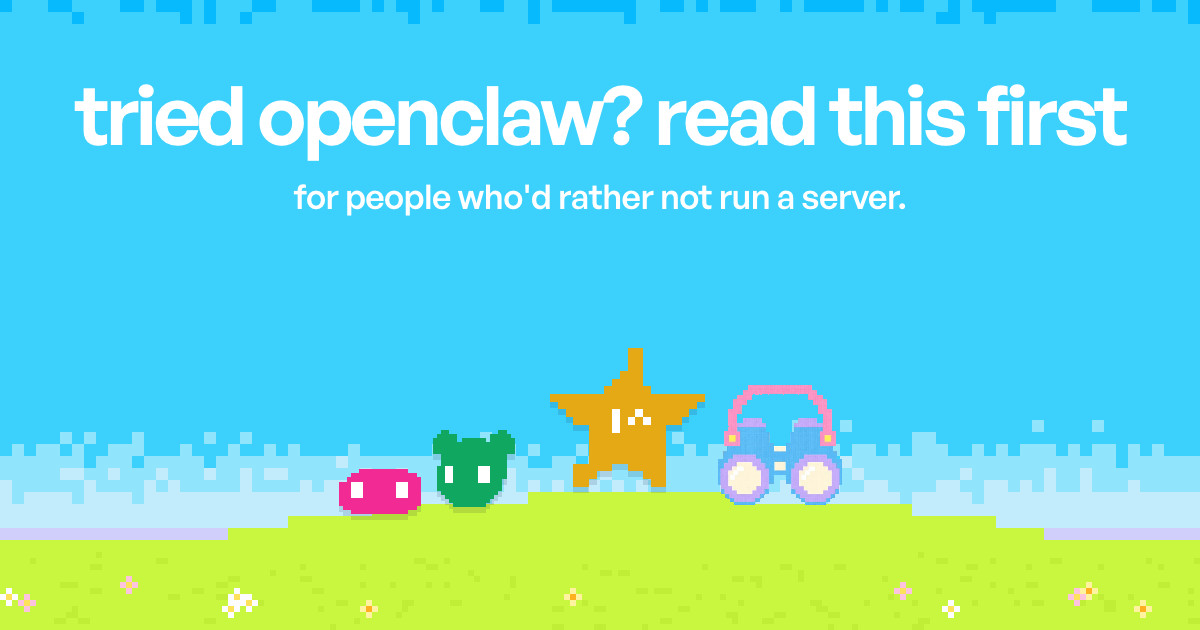 tried openclaw? read this first
for people who'd rather not run a server.